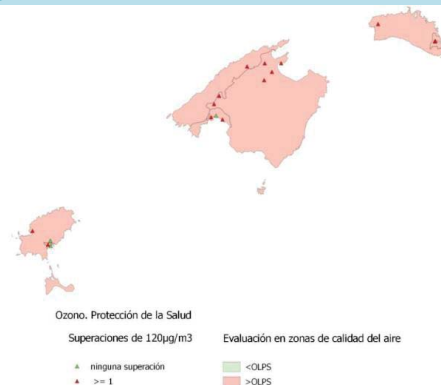 Ozono. Protección de la Salud
Superaciones de 120µg/m3
Evaluación en zonas de calidad del aire
ninguna superación
<OLPS
>= 1
>OLPS